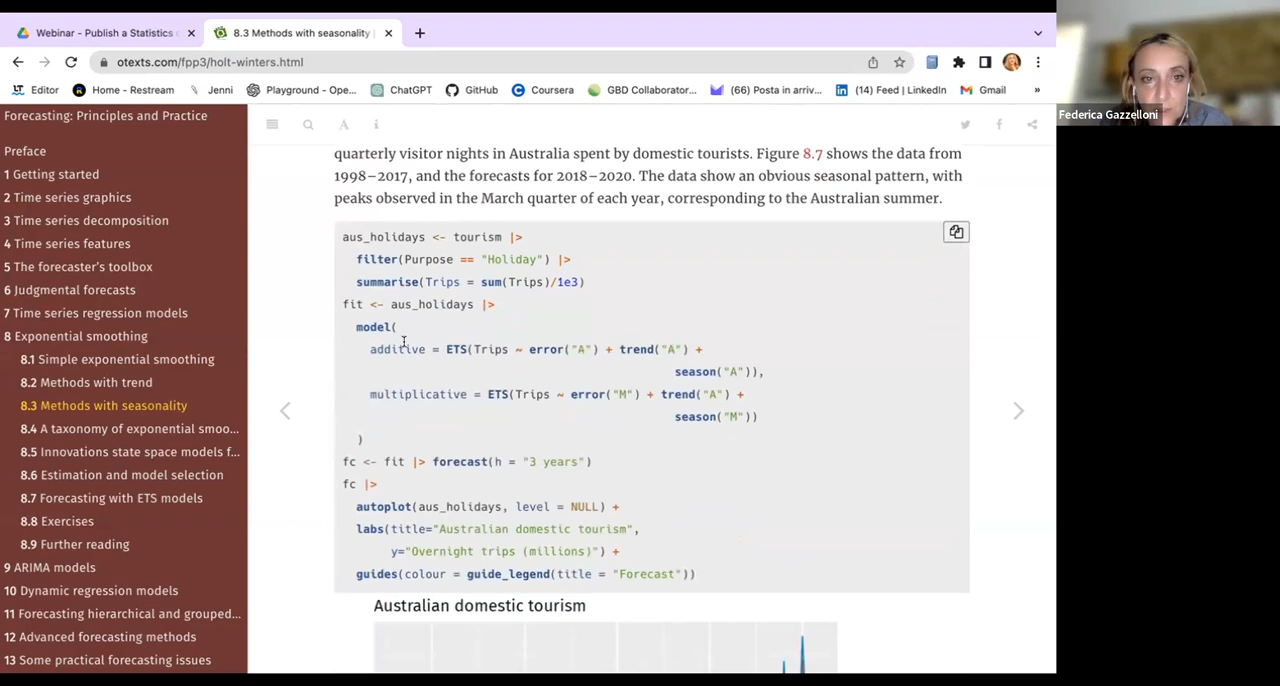 Webinar - Publish a Statistics
8.3 Methods with seasonality
otexts.com/fpp3/holt-winters.html
Editor
Home - Restream
Jenni
Playground - Ope...
ChatGPT
GitHub
Coursera
GBD Collaborator...
(66) Posta in arriv...
(14) Feed | LinkedIn
Gmail
»
Federica Gazzelloni
Forecasting: Principles and Practice
Preface
1 Getting started
2 Time series graphics
3 Time series decomposition
4 Time series features
5 The forecaster's toolbox
6 Judgmental forecasts
7 Time series regression models
8 Exponential smoothing
8.1 Simple exponential smoothing
8.2 Methods with trend
8.3 Methods with seasonality
8.4 A taxonomy of exponential smoo...
8.5 Innovations state space models f...
8.6 Estimation and model selection
8.7 Forecasting with ETS models
8.8 Exercises
8.9 Further reading
9 ARIMA models
10 Dynamic regression models
11 Forecasting hierarchical and grouped...
12 Advanced forecasting methods
13 Some practical forecasting issues
quarterly visitor nights in Australia spent by domestic tourists. Figure 8.7 shows the data from
1998–2017, and the forecasts for 2018–2020. The data show an obvious seasonal pattern, with
peaks observed in the March quarter of each year, corresponding to the Australian summer.
aus_holidays <- tourism |>
filter(Purpose == "Holiday") |>
summarise(Trips = sum(Trips)/1e3)
fit <- aus_holidays |>
model(
additive = ETS(Trips ~ error("A") + trend("A") +
season("A")),
multiplicative = ETS(Trips ~ error("M") + trend("A") +
season("M"))
)
fc <- fit |> forecast(h = "3 years")
fc |>
autoplot(aus_holidays, level = NULL) +
labs(title="Australian domestic tourism",
y="Overnight trips (millions)") +
guides(colour = guide_legend(title = "Forecast"))
Australian domestic tourism